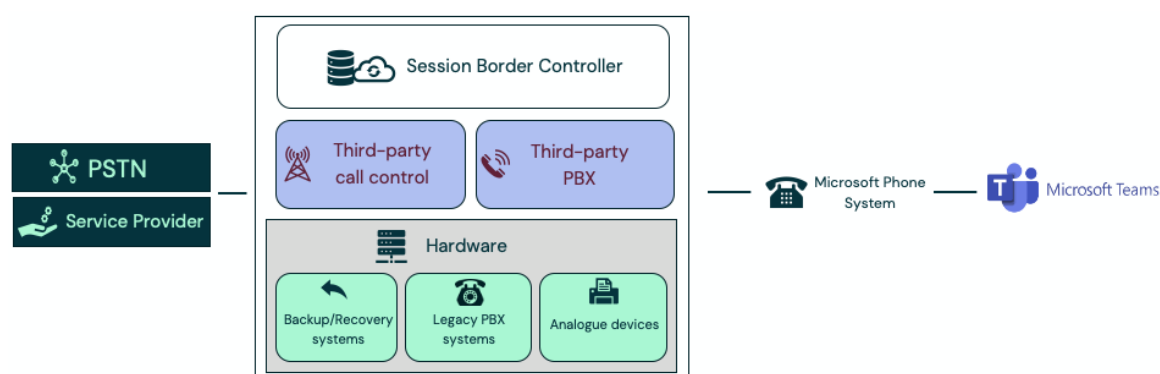 Session Border Controller
Third-party
call control
Third-party
PBX
PSTN
Service Provider
Microsoft Phone
System
T
Microsoft Teams
Hardware
Backup/Recovery
systems
Legacy PBX
systems
Analogue devices